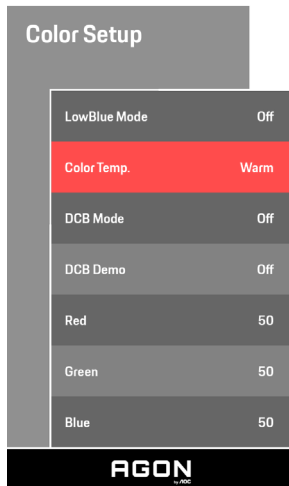 Color Setup
LowBlue Mode Off
Color Temp. Warm
DCB Mode Off
DCB Demo Off
Red 50
Green 50
Blue 50
AGON
by AOC